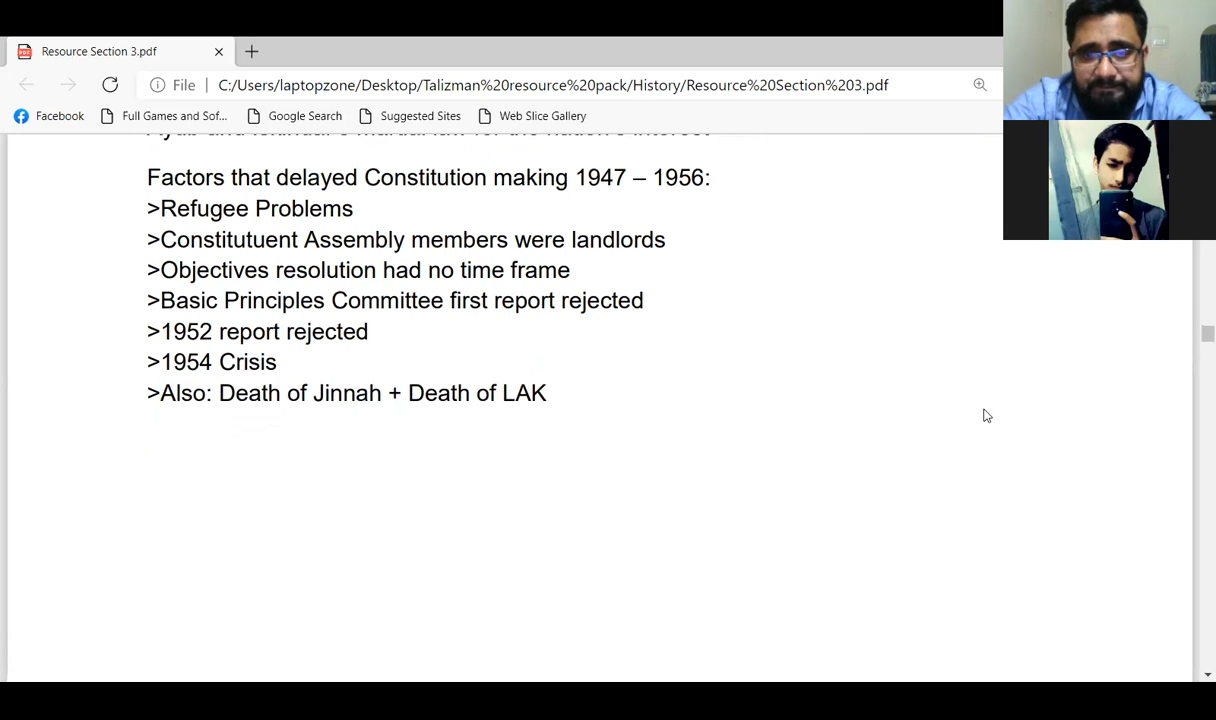 Resource Section 3.pdf
File | C:/Users/laptopzone/Desktop/Talizman%20resource%20pack/History/Resource%20Section%203.pdf
Facebook Full Games and Sof... Google Search Suggested Sites Web Slice Gallery
Factors that delayed Constitution making 1947 – 1956:
>Refugee Problems
>Constitutuent Assembly members were landlords
>Objectives resolution had no time frame
>Basic Principles Committee first report rejected
>1952 report rejected
>1954 Crisis
>Also: Death of Jinnah + Death of LAK